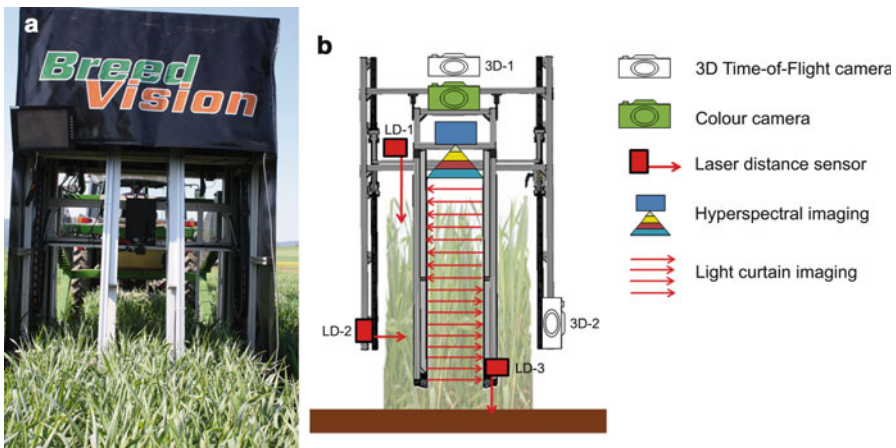 a
Breed
Vision
b
3D-1
LD-1
LD-2
3D-2
LD-3
3D Time-of-Flight camera
Colour camera
Laser distance sensor
Hyperspectral imaging
Light curtain imaging